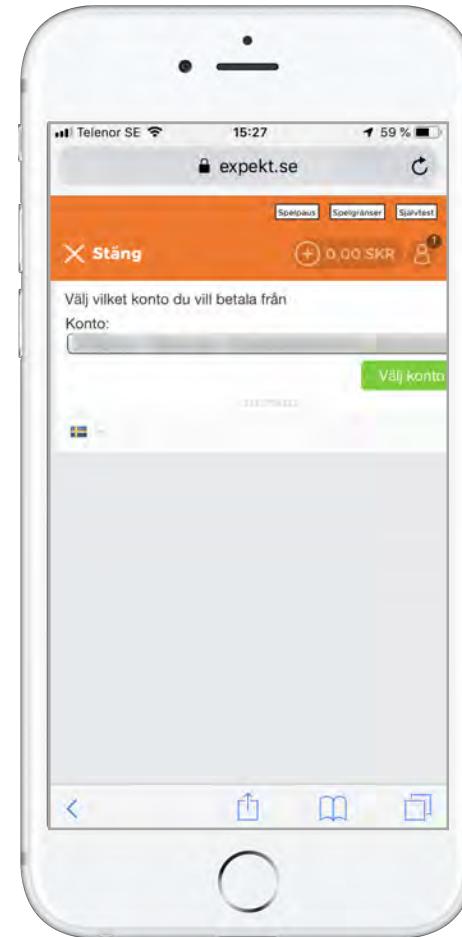 Telenor SE 15:27 59 %
expekt.se
Spelpaus Spelgränser Självtest
Stäng 0,00 SKR 1
Välj vilket konto du vill betala från
Konto:
Välj konto